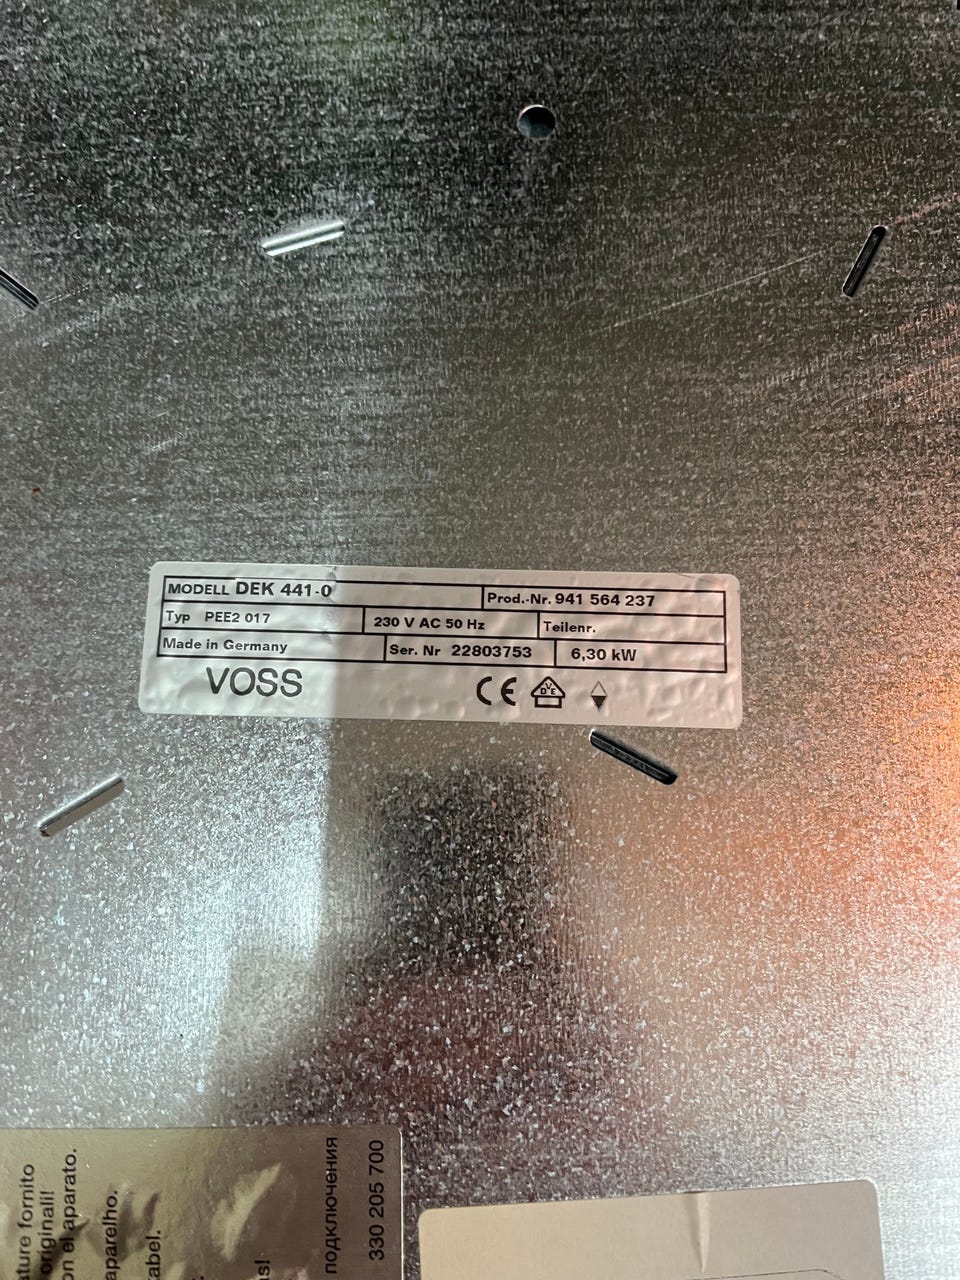 MODELL DEK 441-0 Prod.-Nr. 941 564 237
Typ PEE2 017 230 V AC 50 Hz Teilenr.
Made in Germany Ser. Nr 22803753 6,30 kW
VOSS CE
DVE
ature fornito
originali!
on el aparato.
aparelho.
подключения
330 205 700